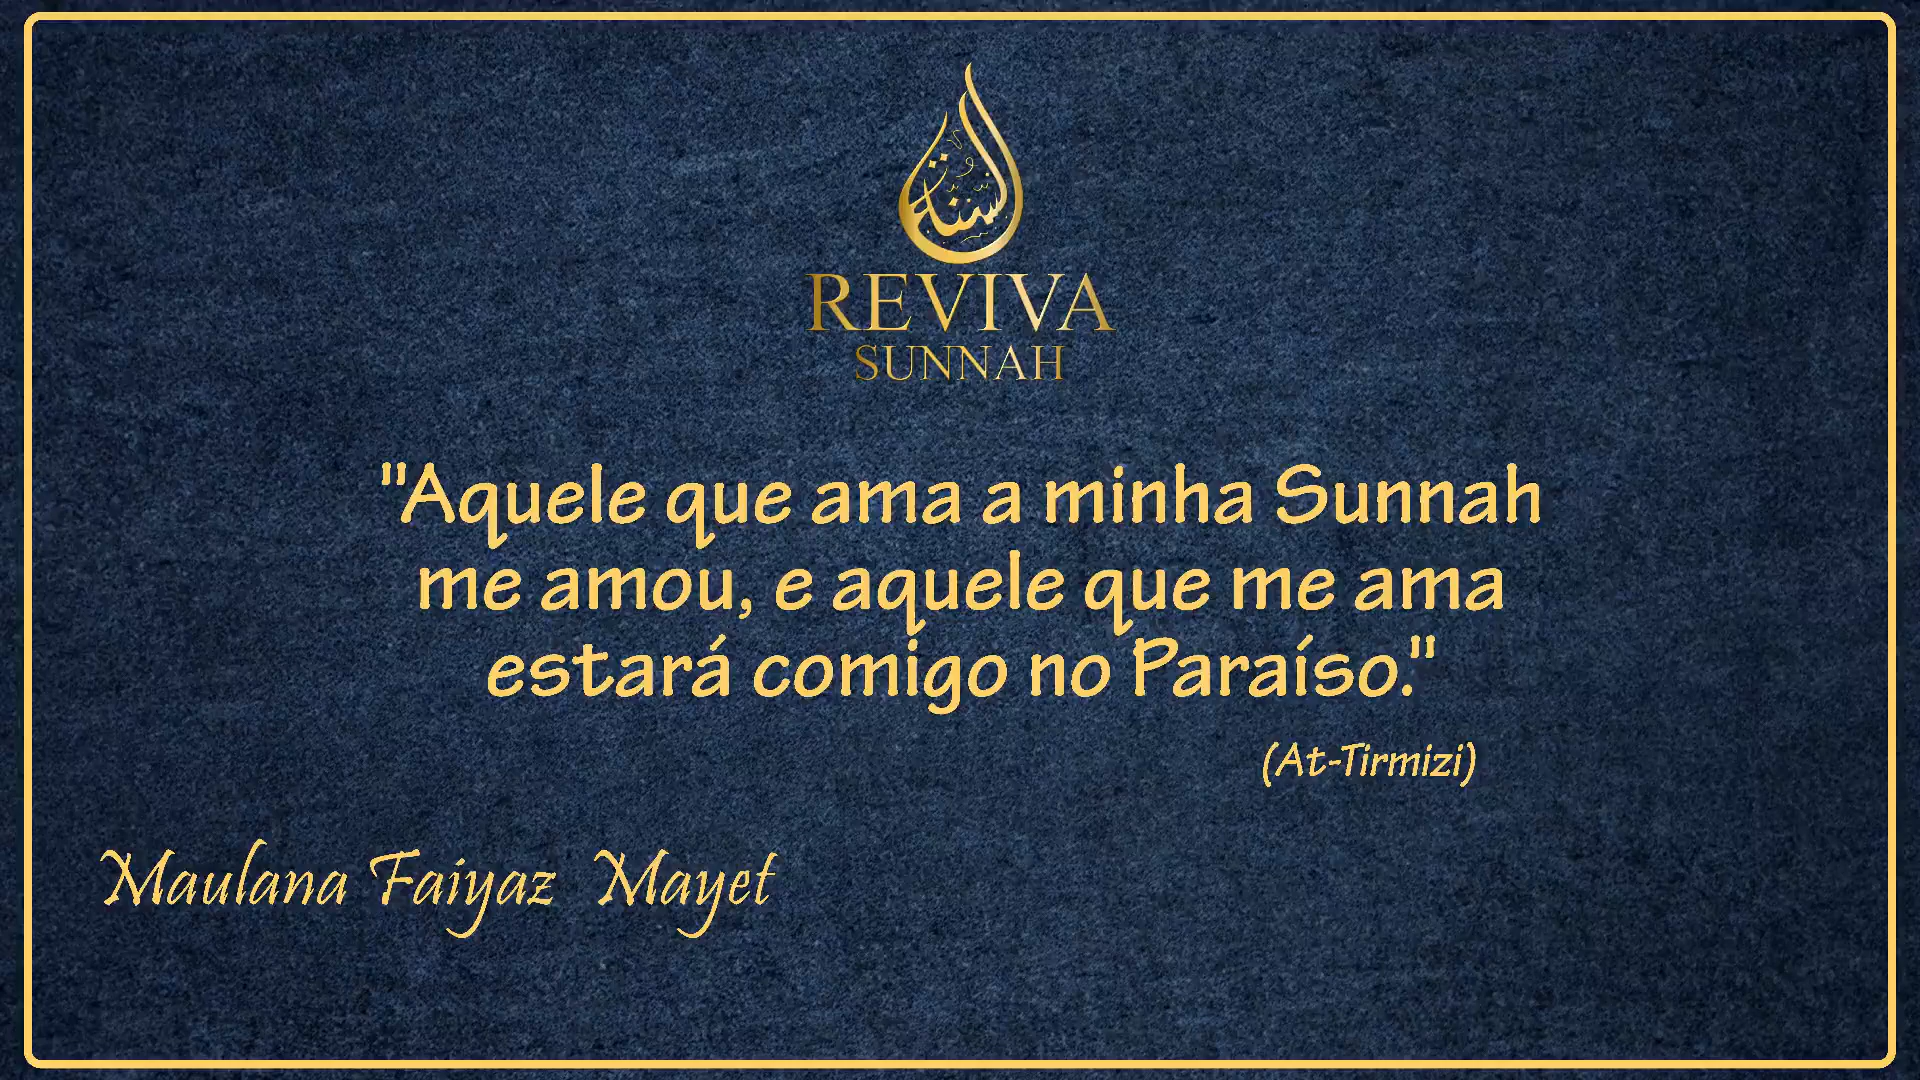 السُّنَّة
REVIVA
SUNNAH
"Aquele que ama a minha Sunnah
me amou, e aquele que me ama
estará comigo no Paraíso."
(At-Tirmizi)
Maulana Faiyaz Mayet